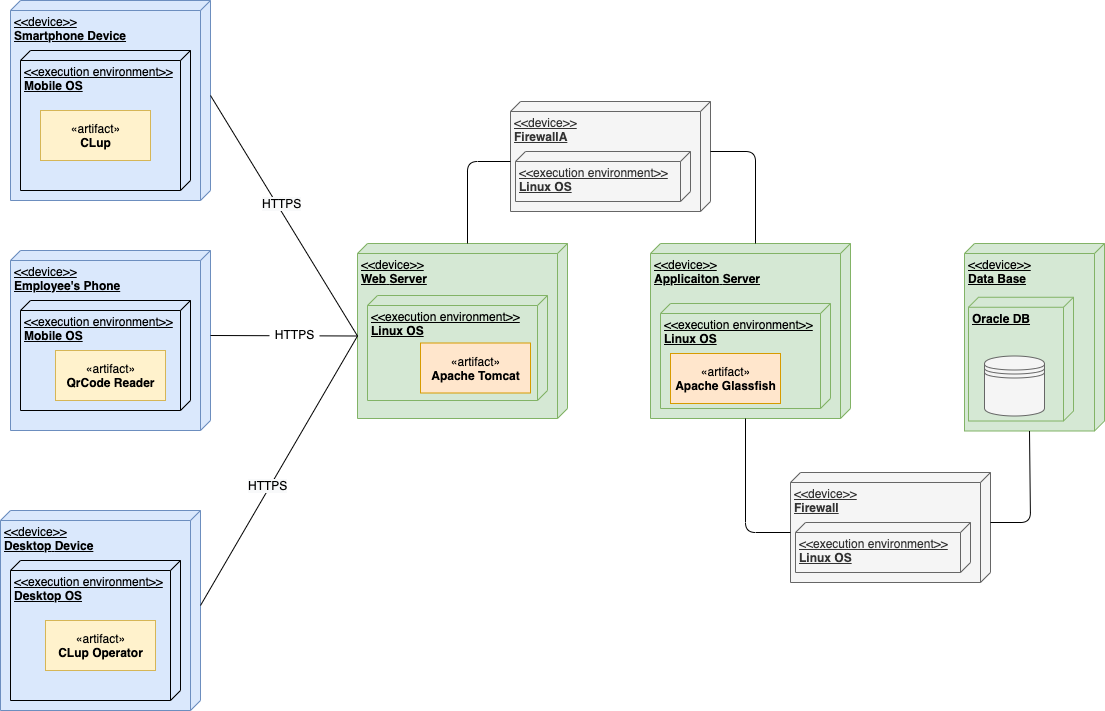 <<device>>
Smartphone Device
<<execution environment>>
Mobile OS
«artifact»
CLup
HTTPS
<<device>>
Employee's Phone
<<execution environment>>
Mobile OS
«artifact»
QrCode Reader
HTTPS
<<device>>
Desktop Device
<<execution environment>>
Desktop OS
«artifact»
CLup Operator
HTTPS
<<device>>
Web Server
<<execution environment>>
Linux OS
«artifact»
Apache Tomcat
<<device>>
FirewallA
<<execution environment>>
Linux OS
<<device>>
Applicaiton Server
<<execution environment>>
Linux OS
«artifact»
Apache Glassfish
<<device>>
Firewall
<<execution environment>>
Linux OS
<<device>>
Data Base
Oracle DB